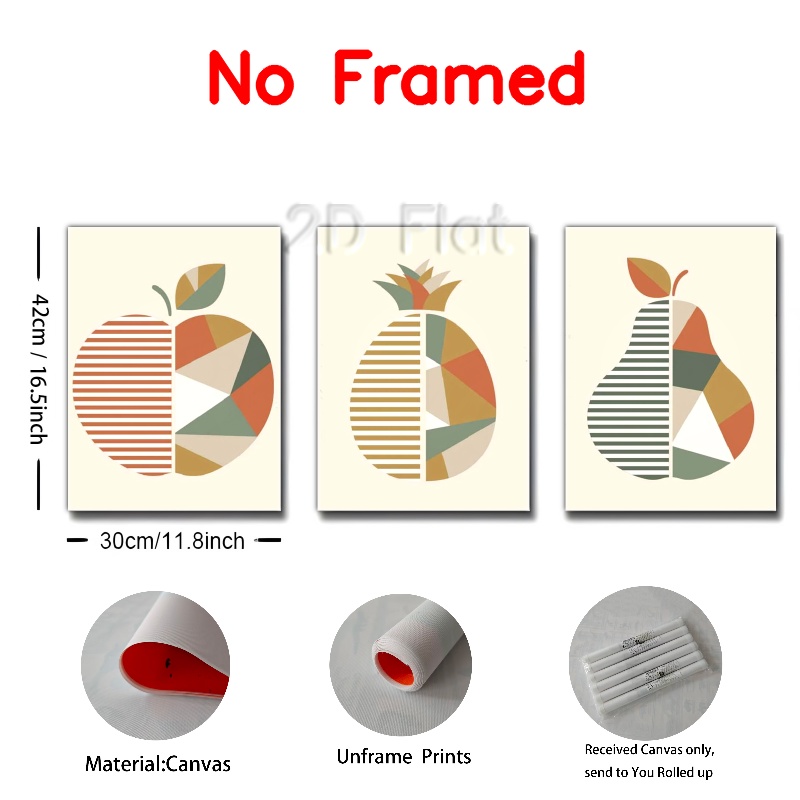 No Framed
2D Flat
42cm / 16.5inch
30cm/11.8inch
Material:Canvas
Unframe Prints
Received Canvas only,
send to You Rolled up